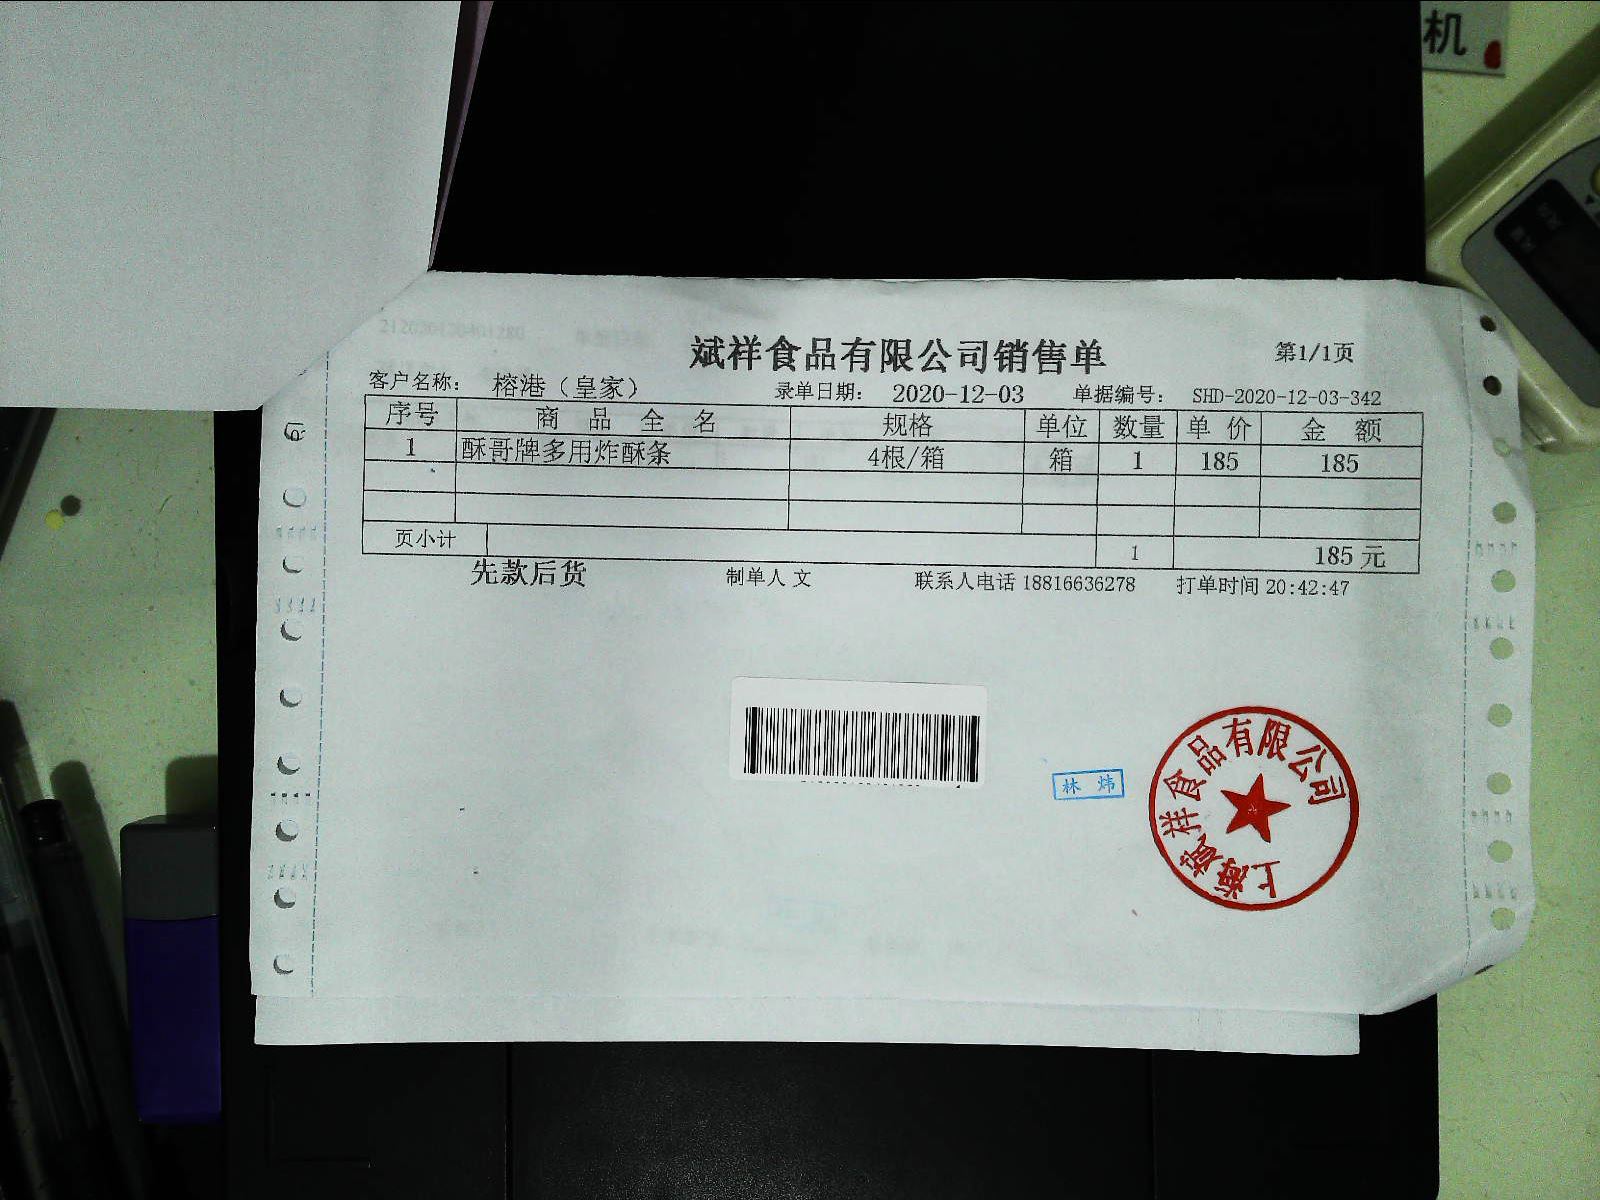 机
斌祥食品有限公司销售单
第1/1页
客户名称： 榕港（皇家） 录单日期： 2020-12-03 单据编号： SHD-2020-12-03-342
序号 商品全名 规格 单位 数量 单价 金额
1 酥哥牌多用炸酥条 4根/箱 箱 1 185 185
页小计 1 185元
先款后货 制单人 文 联系人电话 18816636278 打单时间 20:42:47
林炜
上海斌祥食品有限公司